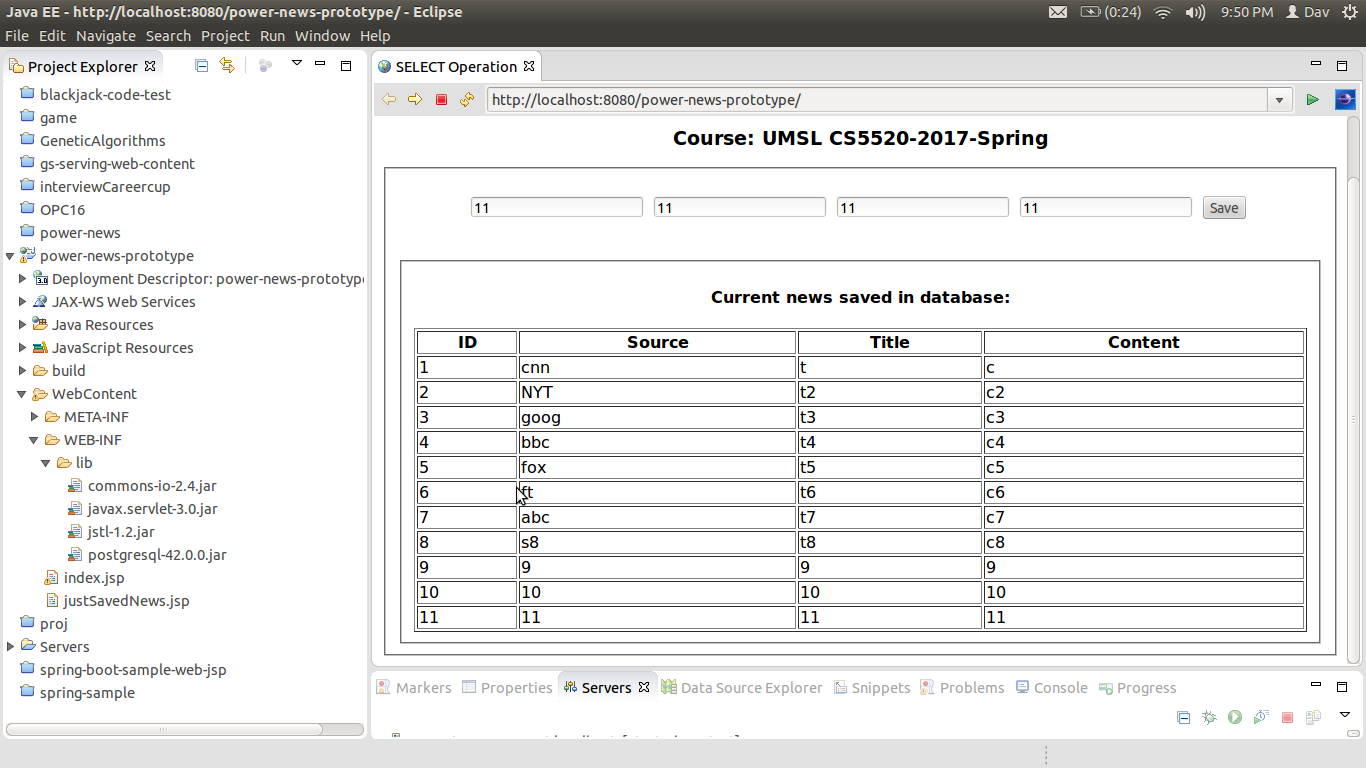 Java EE - http://localhost:8080/power-news-prototype/ - Eclipse
(0:24) 9:50 PM Dav
File Edit Navigate Search Project Run Window Help
Project Explorer
blackjack-code-test
game
GeneticAlgorithms
gs-serving-web-content
interviewCareercup
OPC16
power-news
power-news-prototype
Deployment Descriptor: power-news-prototype
JAX-WS Web Services
Java Resources
JavaScript Resources
build
WebContent
META-INF
WEB-INF
lib
commons-io-2.4.jar
javax.servlet-3.0.jar
jstl-1.2.jar
postgresql-42.0.0.jar
index.jsp
justSavedNews.jsp
proj
Servers
spring-boot-sample-web-jsp
spring-sample
SELECT Operation
http://localhost:8080/power-news-prototype/
Course: UMSL CS5520-2017-Spring
11 11 11 11 Save
Current news saved in database:
ID Source Title Content
1 cnn t c
2 NYT t2 c2
3 goog t3 c3
4 bbc t4 c4
5 fox t5 c5
6 ft t6 c6
7 abc t7 c7
8 s8 t8 c8
9 9 9 9
10 10 10 10
11 11 11 11
Markers Properties Servers Data Source Explorer Snippets Problems Console Progress